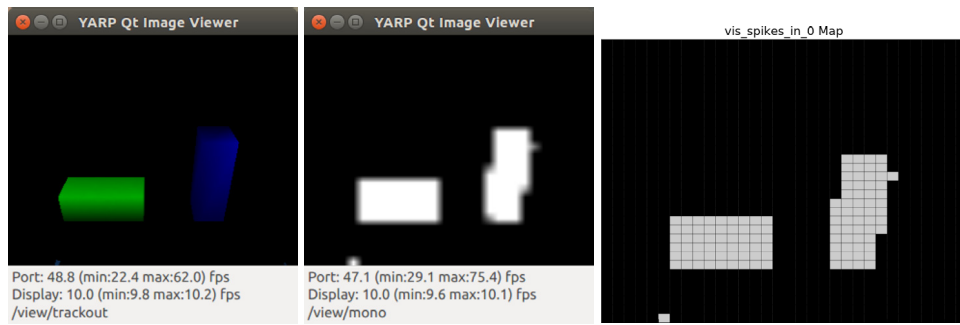 YARP Qt Image Viewer
Port: 48.8 (min:22.4 max:62.0) fps
Display: 10.0 (min:9.8 max:10.2) fps
/view/trackout
YARP Qt Image Viewer
Port: 47.1 (min:29.1 max:75.4) fps
Display: 10.0 (min:9.6 max:10.1) fps
/view/mono
vis_spikes_in_0 Map